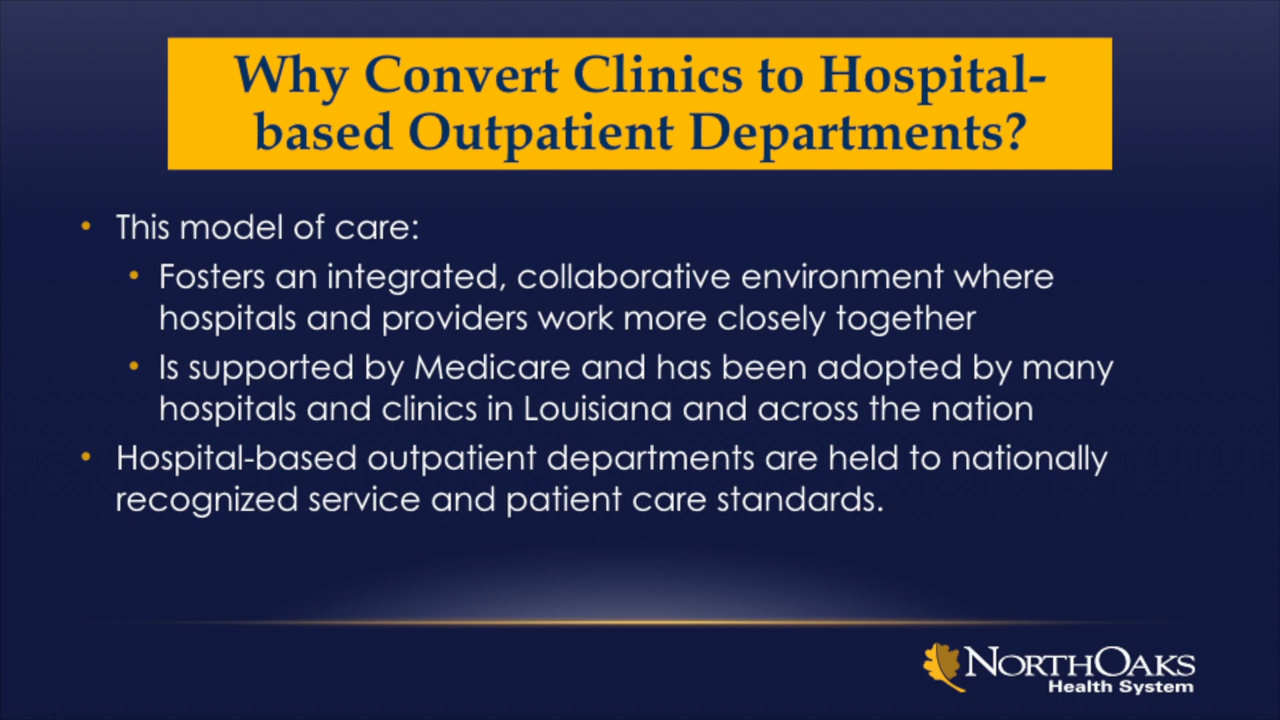 Why Convert Clinics to Hospital-
based Outpatient Departments?
• This model of care:
• Fosters an integrated, collaborative environment where
hospitals and providers work more closely together
• Is supported by Medicare and has been adopted by many
hospitals and clinics in Louisiana and across the nation
• Hospital-based outpatient departments are held to nationally
recognized service and patient care standards.
NORTHOAKS
Health System